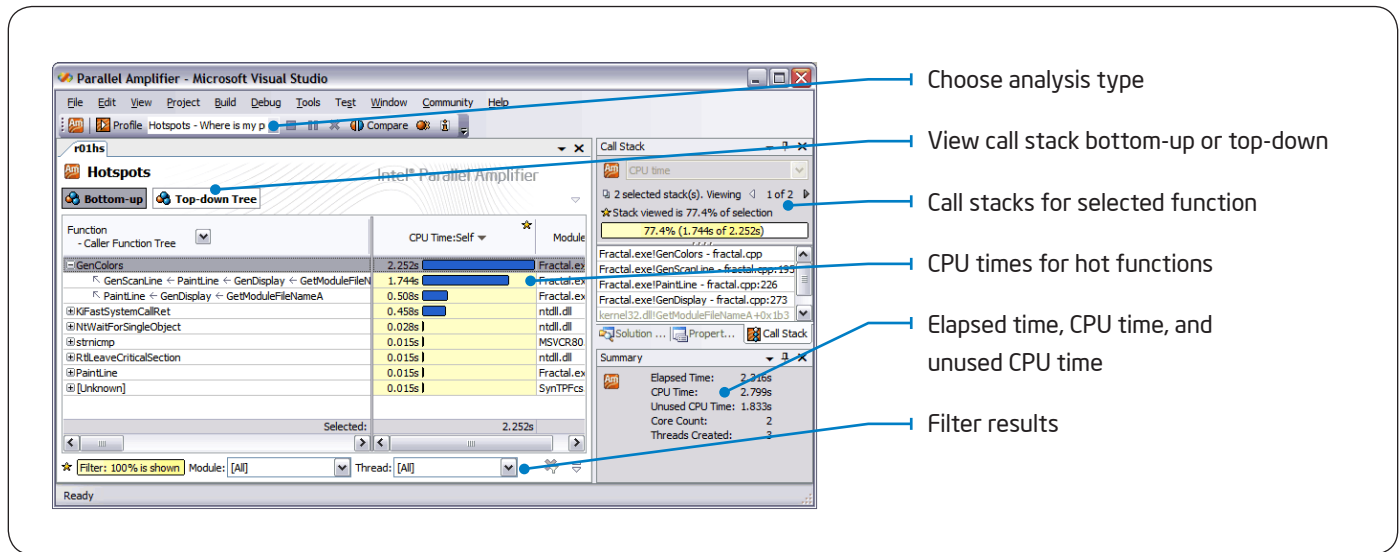 Parallel Amplifier - Microsoft Visual Studio
File Edit View Project Build Debug Tools Test Window Community Help
Profile Hotspots - Where is my p Compare
r01hs
Hotspots
Intel® Parallel Amplifier
Bottom-up Top-down Tree
Function
- Caller Function Tree
CPU Time:Self
Module
GenColors 2.252s Fractal.ex
GenScanLine ← PaintLine ← GenDisplay ← GetModuleFileN 1.744s Fractal.ex
PaintLine ← GenDisplay ← GetModuleFileNameA 0.508s Fractal.ex
KiFastSystemCallRet 0.458s ntdll.dll
NtWaitForSingleObject 0.028s ntdll.dll
strnicmp 0.015s MSVCR80
RtlLeaveCriticalSection 0.015s ntdll.dll
PaintLine 0.015s Fractal.ex
[Unknown] 0.015s SynTPFcs
Selected: 2.252s
Filter: 100% is shown Module: [All] Thread: [All]
Ready
Call Stack
Am CPU time
2 selected stack(s). Viewing 1 of 2
Stack viewed is 77.4% of selection
77.4% (1.744s of 2.252s)
Fractal.exe!GenColors - fractal.cpp
Fractal.exe!GenScanLine - fractal.cpp:195
Fractal.exe!PaintLine - fractal.cpp:226
Fractal.exe!GenDisplay - fractal.cpp:273
kernel32.dll!GetModuleFileNameA+0x1b3
Solution ... Propert... Call Stack
Summary
Am Elapsed Time: 2.316s
CPU Time: 2.799s
Unused CPU Time: 1.833s
Core Count: 2
Threads Created: 3
Choose analysis type
View call stack bottom-up or top-down
Call stacks for selected function
CPU times for hot functions
Elapsed time, CPU time, and
unused CPU time
Filter results